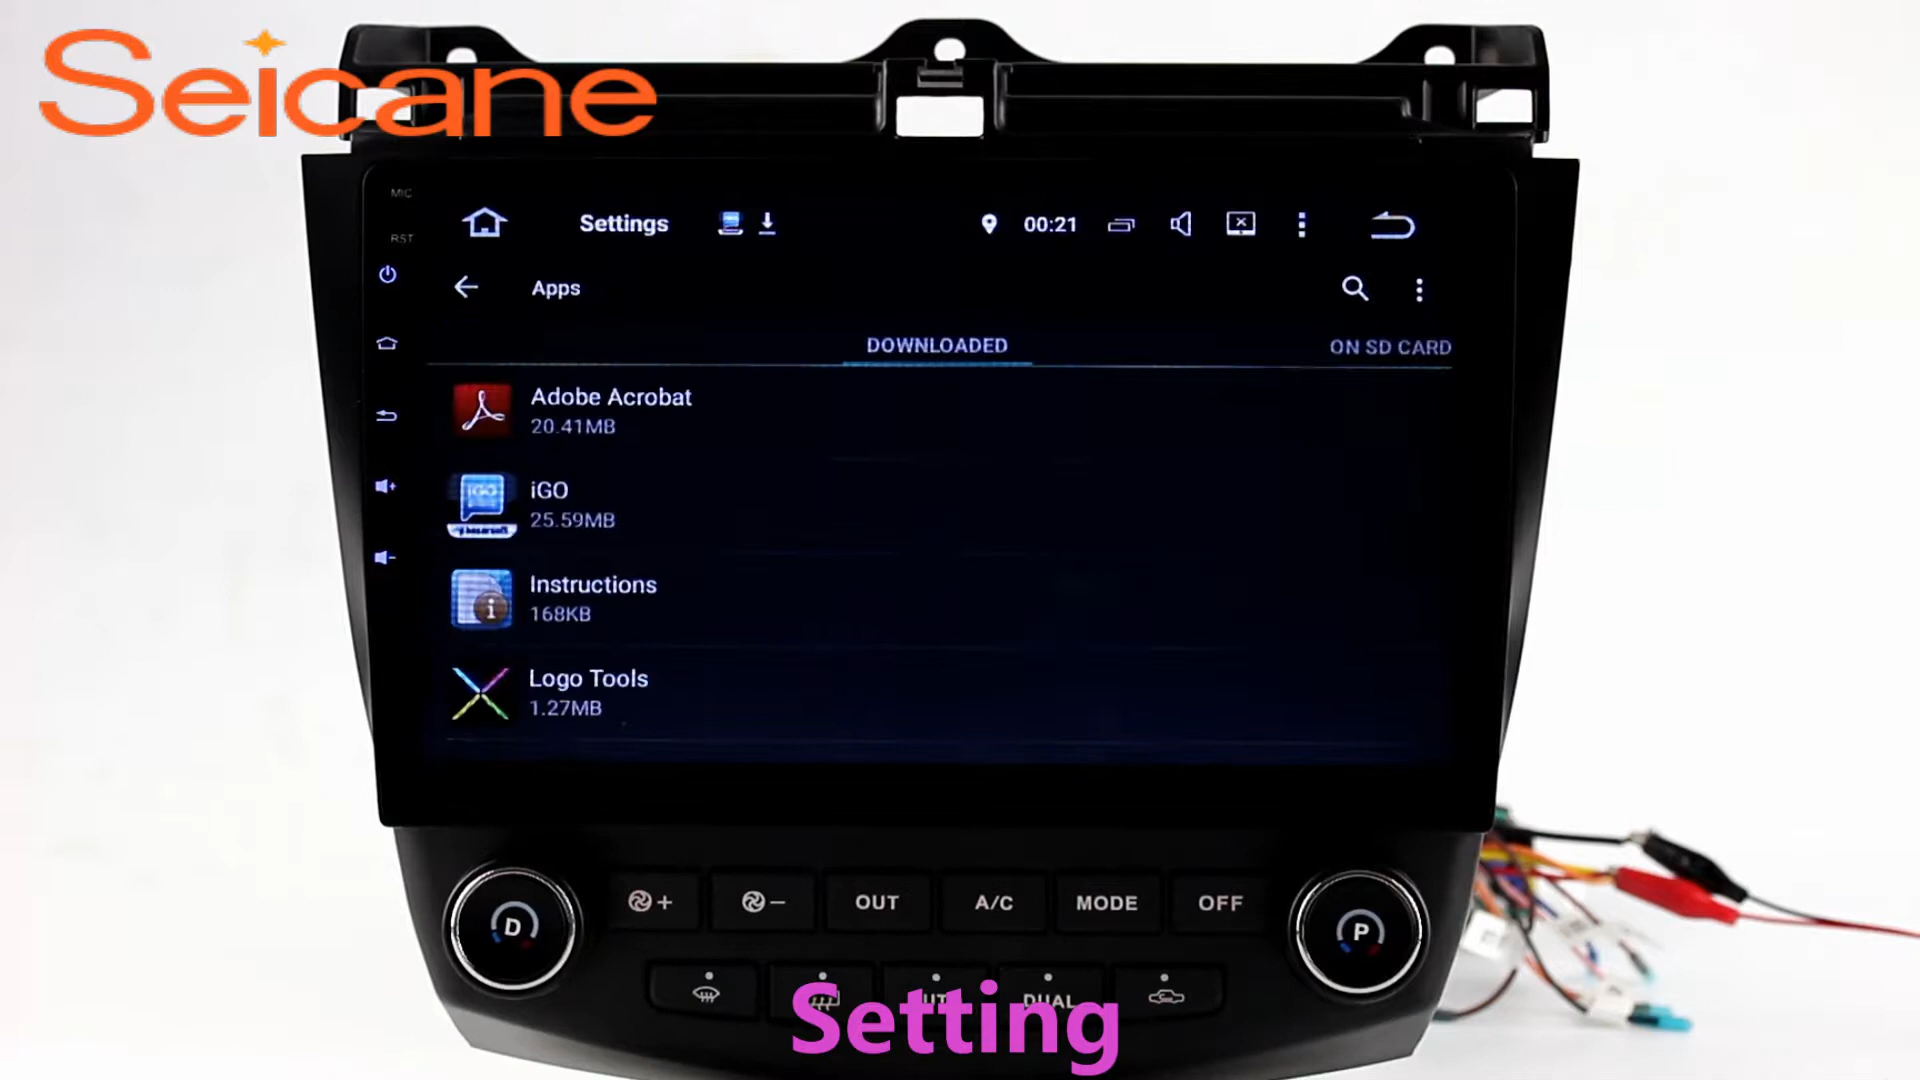 Seicane
MIC
RST
Settings
00:21
Apps
DOWNLOADED
ON SD CARD
Adobe Acrobat
20.41MB
iGO
25.59MB
Instructions
168KB
Logo Tools
1.27MB
D
+
−
OUT
A/C
MODE
OFF
P
DUAL
Setting